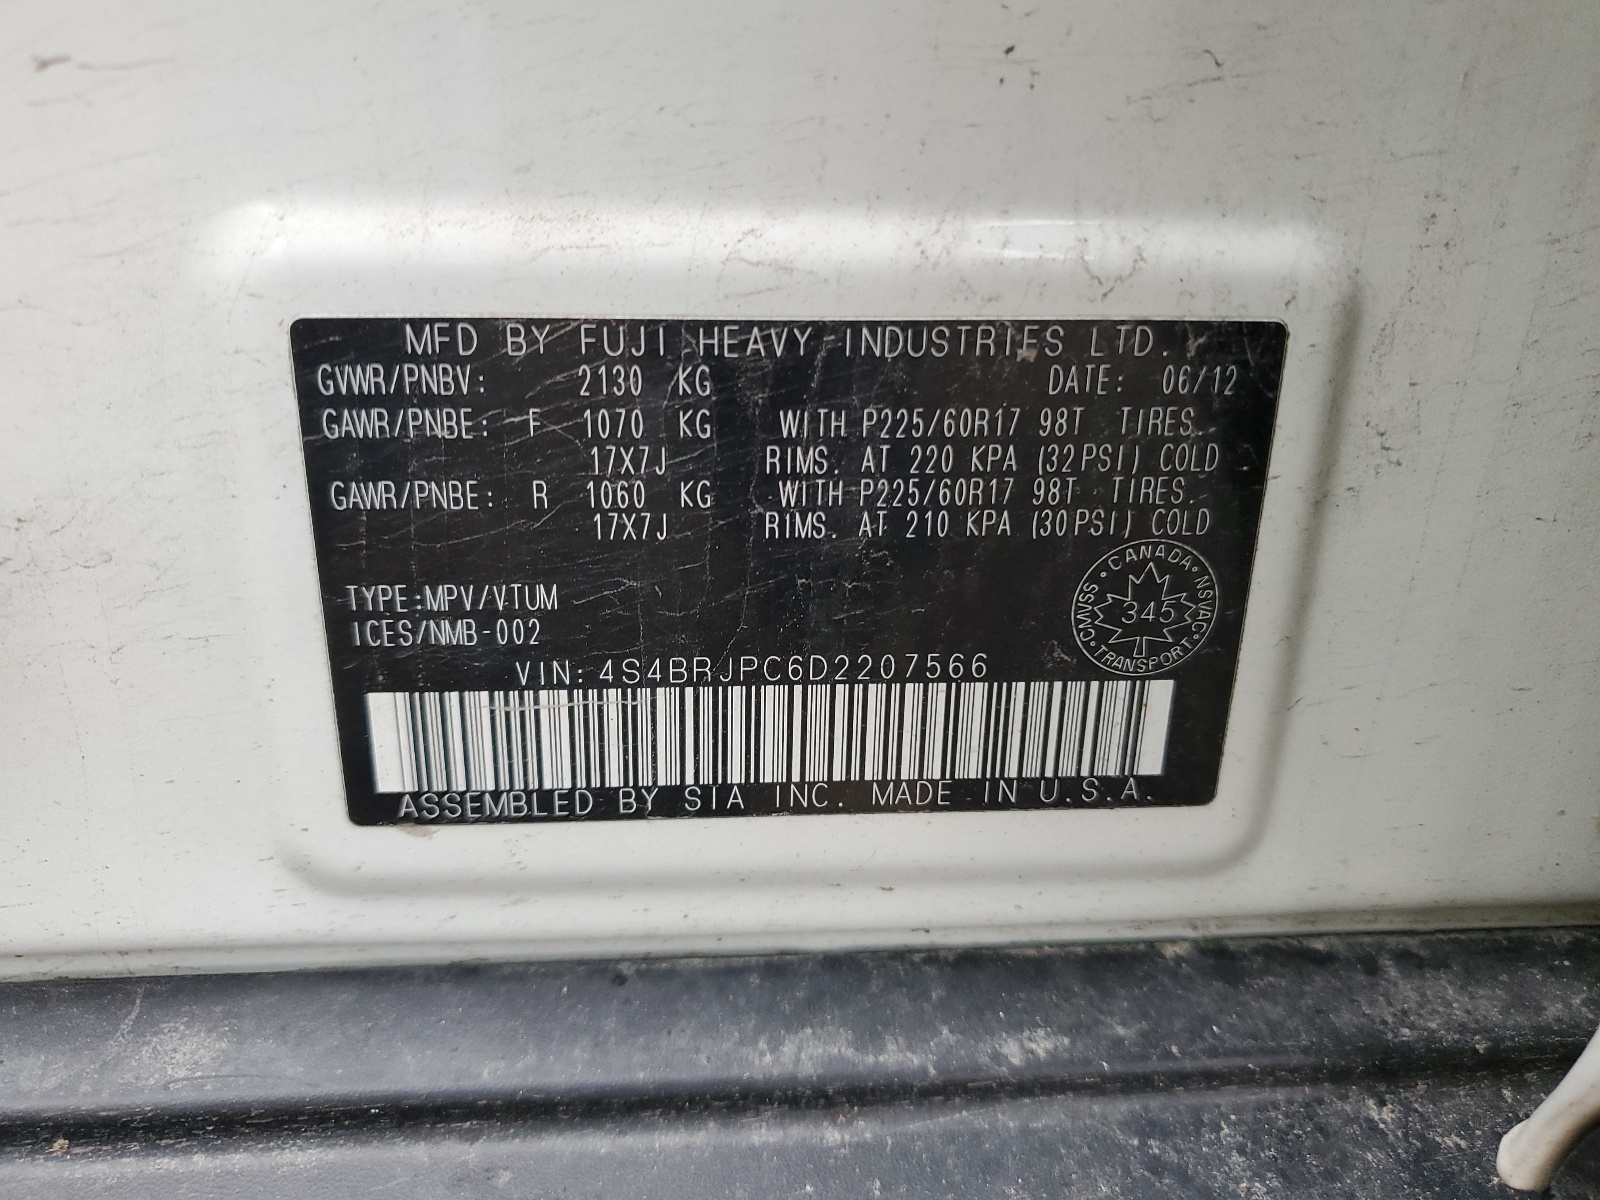 MFD BY FUJI HEAVY INDUSTRIES LTD.
GVWR/PNBV: 2130 KG DATE: 06/12
GAWR/PNBE: F 1070 KG WITH P225/60R17 98T TIRES.
17X7J RIMS. AT 220 KPA (32PSI) COLD
GAWR/PNBE: R 1060 KG WITH P225/60R17 98T TIRES.
17X7J RIMS. AT 210 KPA (30PSI) COLD
TYPE:MPV/VTUM
ICES/NMB-002
CMVSS · CANADA · NSVAC · TRANSPORT ·
345
VIN: 4S4BRJPC6D2207566
ASSEMBLED BY SIA INC. MADE IN U.S.A.